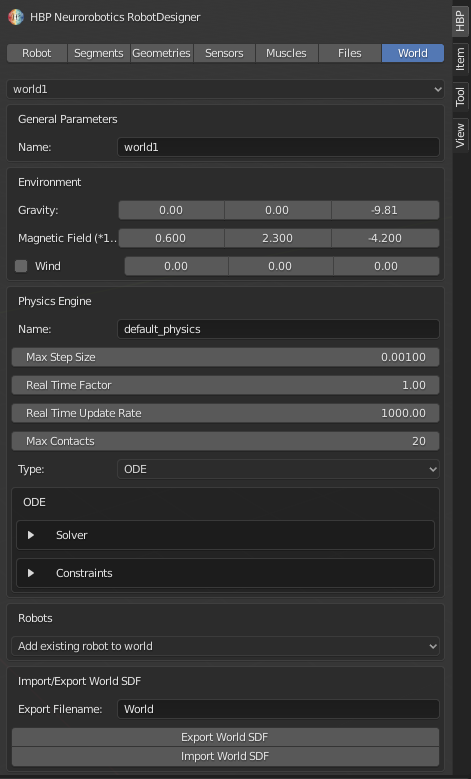 HBP Neurorobotics RobotDesigner
Robot Segments Geometries Sensors Muscles Files World
world1
General Parameters
Name: world1
Environment
Gravity: 0.00 0.00 -9.81
Magnetic Field (*1.. 0.600 2.300 -4.200
Wind 0.00 0.00 0.00
Physics Engine
Name: default_physics
Max Step Size 0.00100
Real Time Factor 1.00
Real Time Update Rate 1000.00
Max Contacts 20
Type: ODE
ODE
Solver
Constraints
Robots
Add existing robot to world
Import/Export World SDF
Export Filename: World
Export World SDF
Import World SDF
HBP
Item
Tool
View